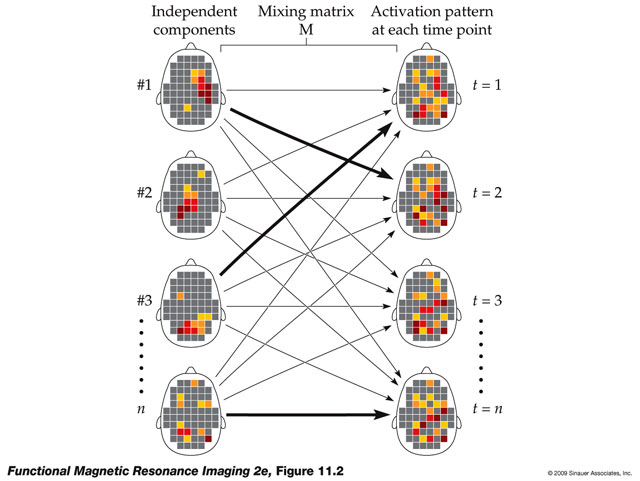 Independent
components
Mixing matrix
M
Activation pattern
at each time point
#1
t = 1
#2
t = 2
#3
t = 3
n
t = n
Functional Magnetic Resonance Imaging 2e, Figure 11.2
© 2009 Sinauer Associates, Inc.